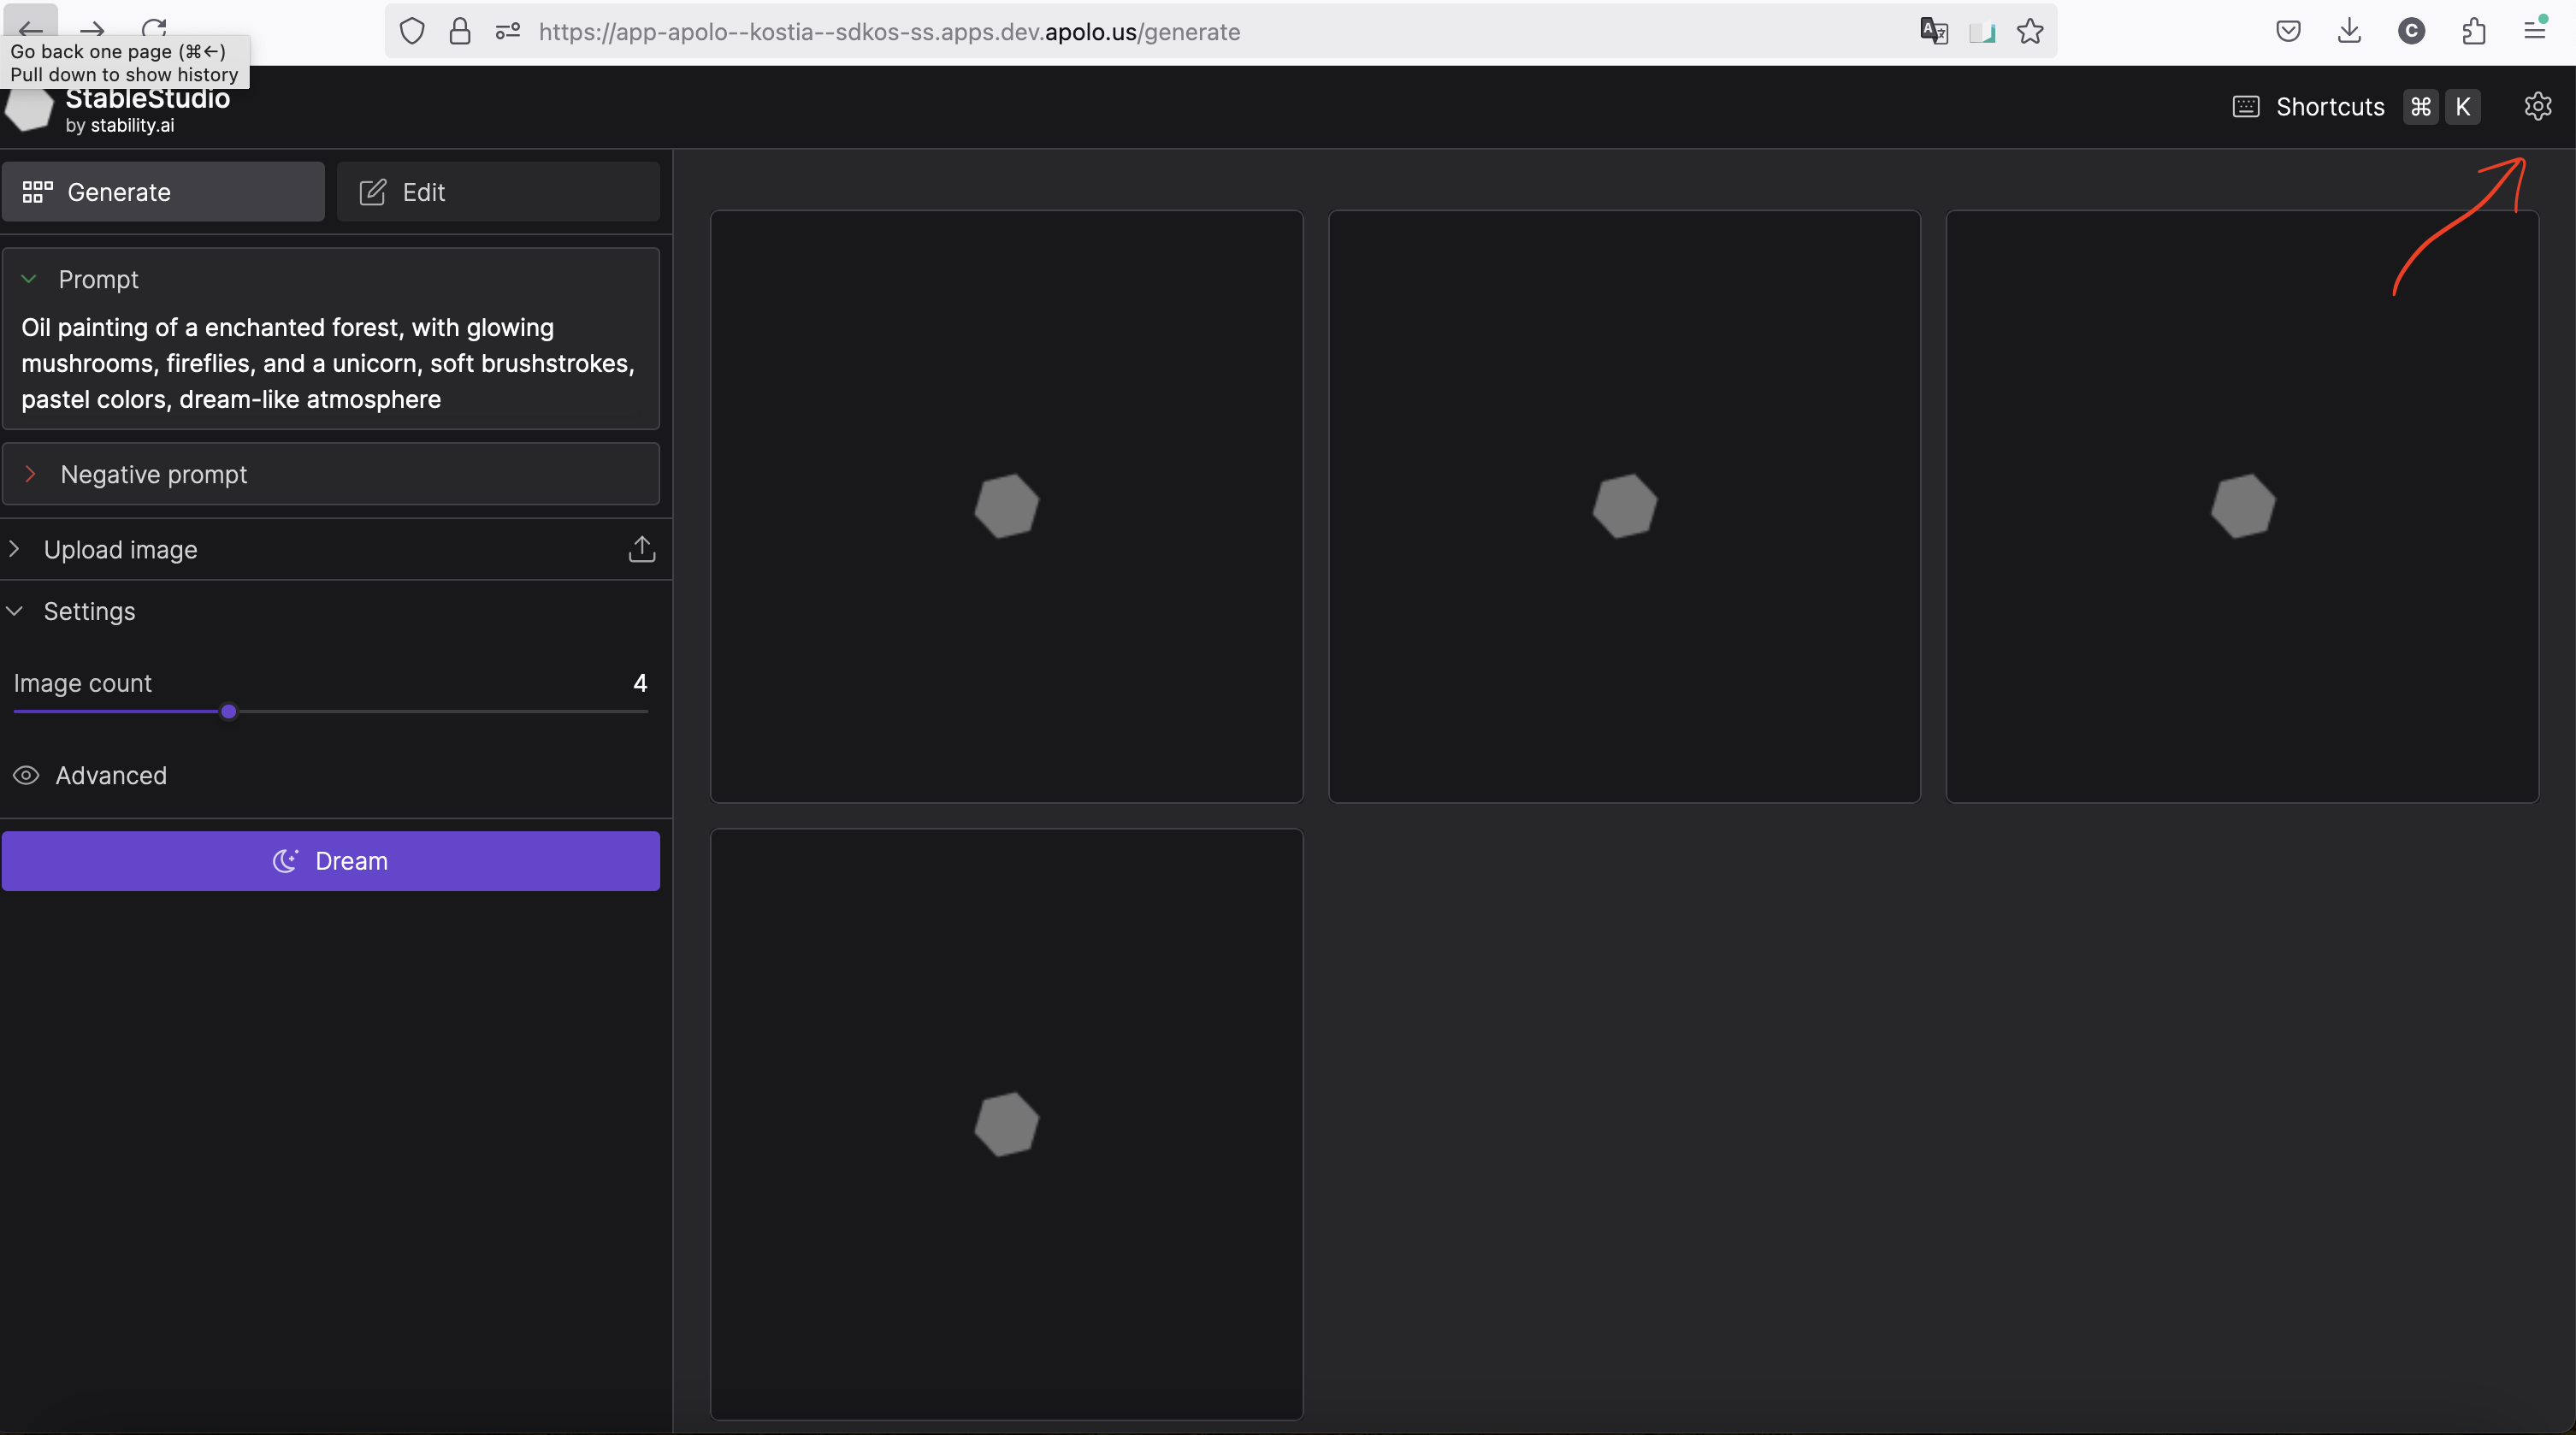 https://app-apolo--kostia--sdkos-ss.apps.dev.apolo.us/generate
Go back one page (⌘←)
Pull down to show history
StableStudio
by stability.ai
Shortcuts ⌘ K
Generate
Edit
Prompt
Oil painting of a enchanted forest, with glowing
mushrooms, fireflies, and a unicorn, soft brushstrokes,
pastel colors, dream-like atmosphere
Negative prompt
Upload image
Settings
Image count 4
Advanced
Dream
C